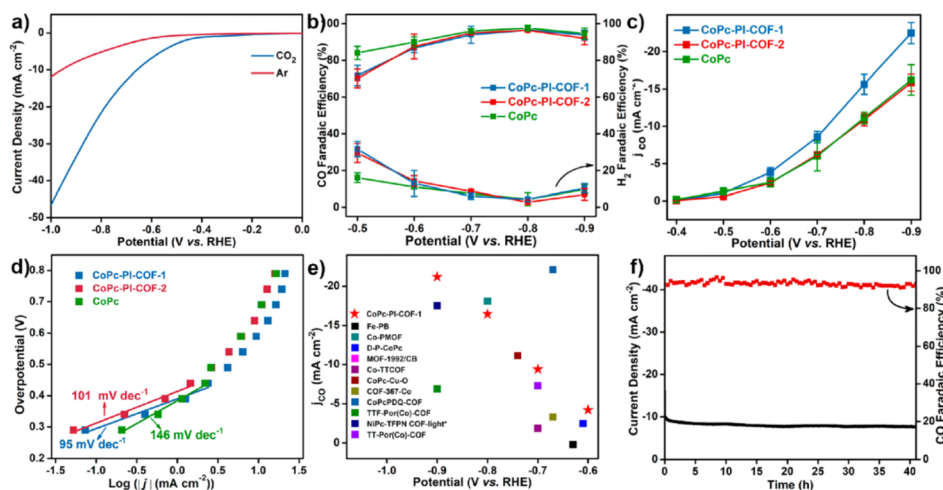 a)
0
-10
-20
-30
-40
-50
-1.0
-0.8
-0.6
-0.4
-0.2
0.0
Current Density (mA cm⁻²)
Potential (V vs. RHE)
CO₂
Ar
b)
100
80
60
40
20
0
100
80
60
40
20
0
-0.5
-0.6
-0.7
-0.8
-0.9
CO Faradaic Efficiency (%)
H₂ Faradaic Efficiency (%)
Potential (V vs. RHE)
CoPc-PI-COF-1
CoPc-PI-COF-2
CoPc
c)
-20
-15
-10
-5
0
-0.4
-0.5
-0.6
-0.7
-0.8
-0.9
j CO (mA cm⁻²)
Potential (V vs. RHE)
CoPc-PI-COF-1
CoPc-PI-COF-2
CoPc
d)
0.8
0.6
0.4
0.2
-1.5
-1.0
-0.5
0.0
0.5
1.0
1.5
Overpotential (V)
Log (| j | (mA cm⁻²))
CoPc-PI-COF-1
CoPc-PI-COF-2
CoPc
101 mV dec⁻¹
95 mV dec⁻¹
146 mV dec⁻¹
e)
-20
-15
-10
-5
0
-1.0
-0.9
-0.8
-0.7
-0.6
j CO (mA cm⁻²)
Potential (V vs. RHE)
CoPc-PI-COF-1
Fe-PB
Co-PMOF
D-P-CoPc
MOF-1992/CB
Co-TTCOF
CoPc-Cu-O
COF-367-Co
CoPcPDQ-COF
TTF-Por(Co)-COF
NiPc-TFPN COF-light*
TT-Por(Co)-COF
f)
-40
-30
-20
-10
0
100
80
60
40
20
0
0
5
10
15
20
25
30
35
40
Current Density (mA cm⁻²)
CO Faradaic Efficiency (%)
Time (h)